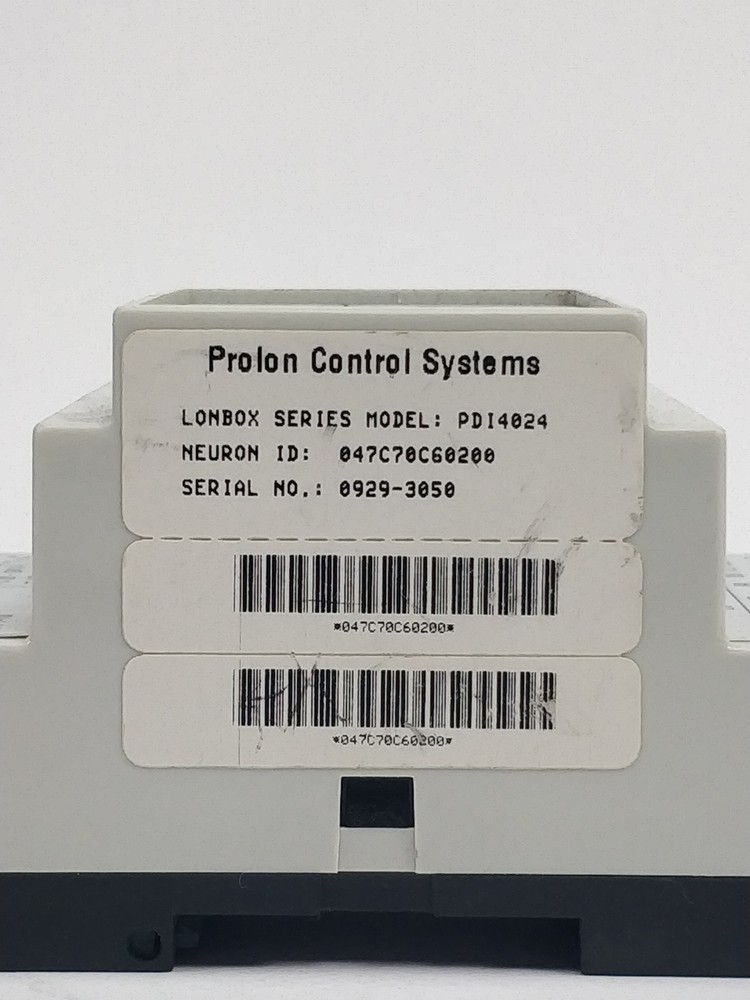 Prolon Control Systems
LONBOX SERIES MODEL: PDI4024
NEURON ID: 047C70C60200
SERIAL NO.: 0929-3050
*047C70C60200*
*047C70C60200*